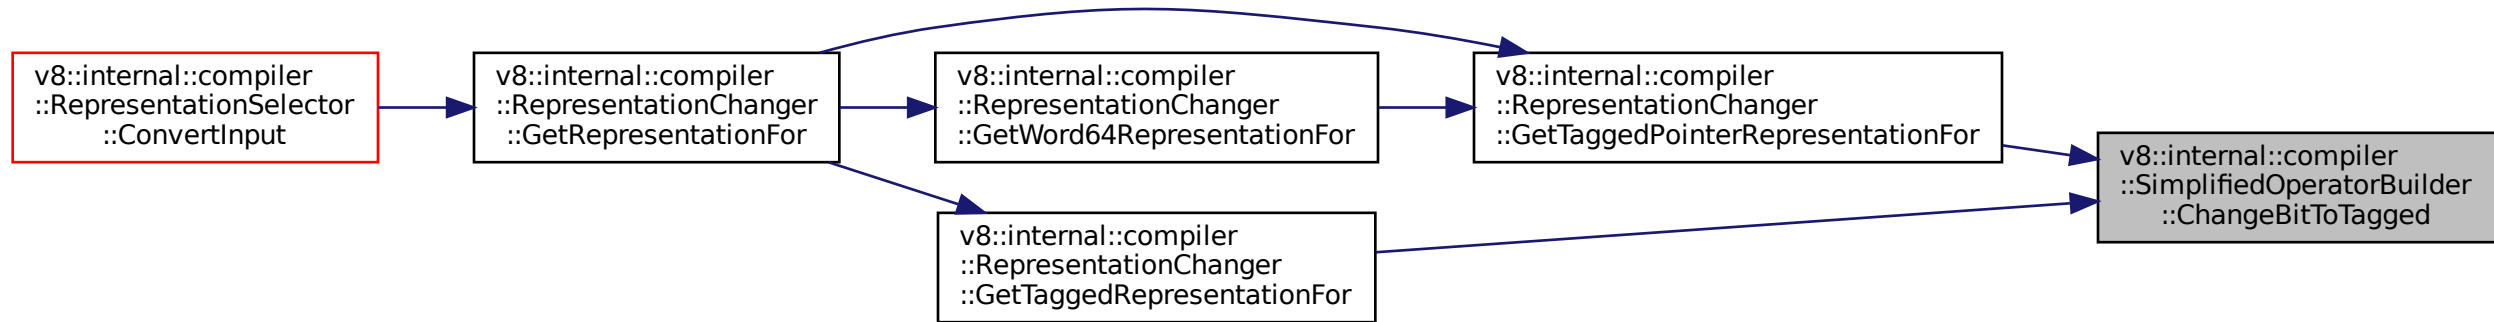 v8::internal::compiler
::RepresentationSelector
::ConvertInput
v8::internal::compiler
::RepresentationChanger
::GetRepresentationFor
v8::internal::compiler
::RepresentationChanger
::GetWord64RepresentationFor
v8::internal::compiler
::RepresentationChanger
::GetTaggedPointerRepresentationFor
v8::internal::compiler
::SimplifiedOperatorBuilder
::ChangeBitToTagged
v8::internal::compiler
::RepresentationChanger
::GetTaggedRepresentationFor